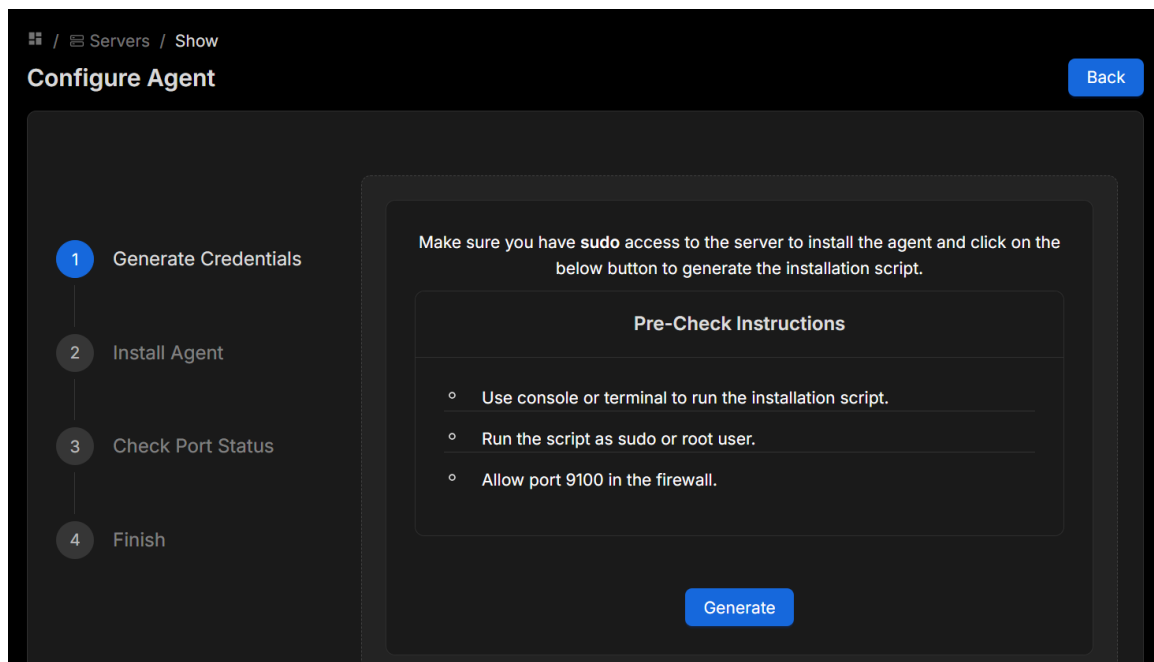 / Servers / Show
Configure Agent
Back
1 Generate Credentials
2 Install Agent
3 Check Port Status
4 Finish
Make sure you have sudo access to the server to install the agent and click on the
below button to generate the installation script.
Pre-Check Instructions
Use console or terminal to run the installation script.
Run the script as sudo or root user.
Allow port 9100 in the firewall.
Generate